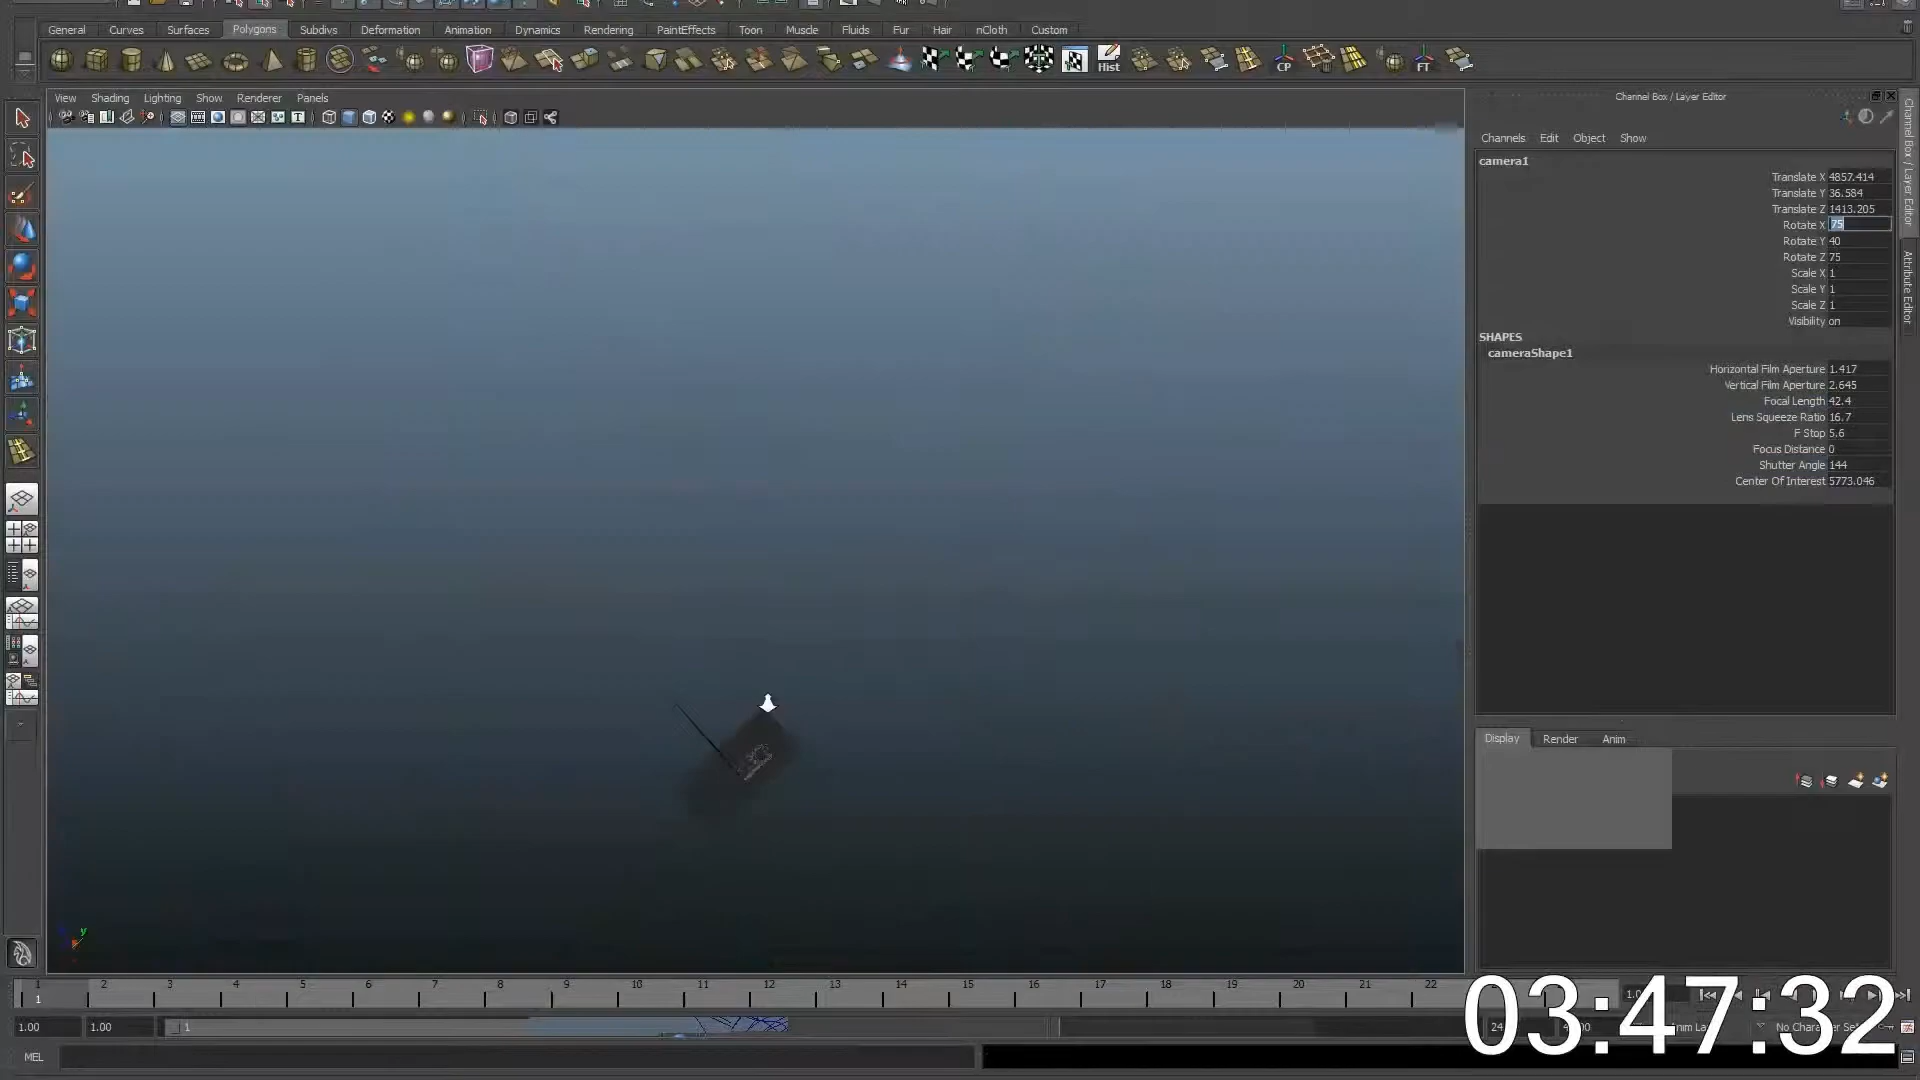 General Curves Surfaces Polygons Subdivs Deformation Animation Dynamics Rendering PaintEffects Toon Muscle Fluids Fur Hair nCloth Custom
Hist CP FT
View Shading Lighting Show Renderer Panels
Channel Box / Layer Editor
Channels Edit Object Show
camera1
Translate X 4857.414
Translate Y 36.584
Translate Z 1413.205
Rotate X 75
Rotate Y 40
Rotate Z 75
Scale X 1
Scale Y 1
Scale Z 1
Visibility on
SHAPES
cameraShape1
Horizontal Film Aperture 1.417
Vertical Film Aperture 2.645
Focal Length 42.4
Lens Squeeze Ratio 16.7
F Stop 5.6
Focus Distance 0
Shutter Angle 144
Center Of Interest 5773.046
Channel Box / Layer Editor
Attribute Editor
Display Render Anim
y
1 2 3 4 5 6 7 8 9 10 11 12 13 14 15 16 17 18 19 20 21 22
1
1.00 1.00 1
MEL
03:47:32